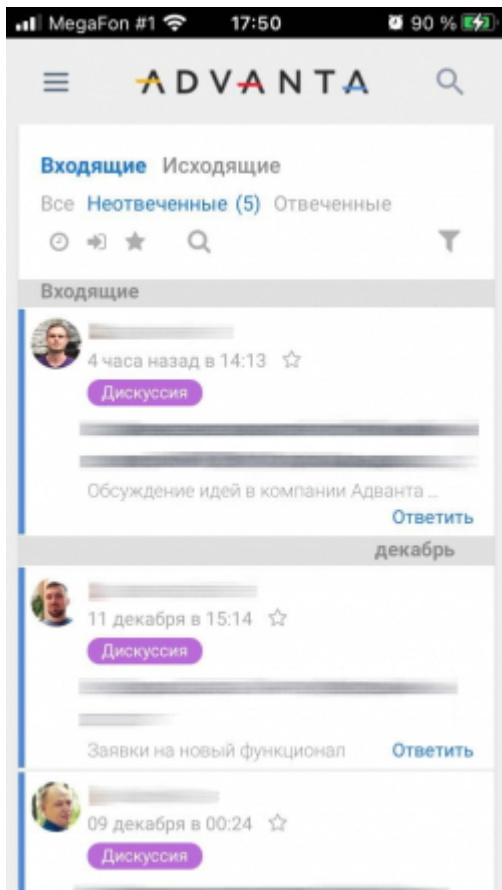 MegaFon #1 17:50 90 %
ADVANTA
Входящие Исходящие
Все Неотвеченные (5) Отвеченные
Входящие
4 часа назад в 14:13
Дискуссия
Обсуждение идей в компании Адванта ...
Ответить
декабрь
11 декабря в 15:14
Дискуссия
Заявки на новый функционал Ответить
09 декабря в 00:24
Дискуссия